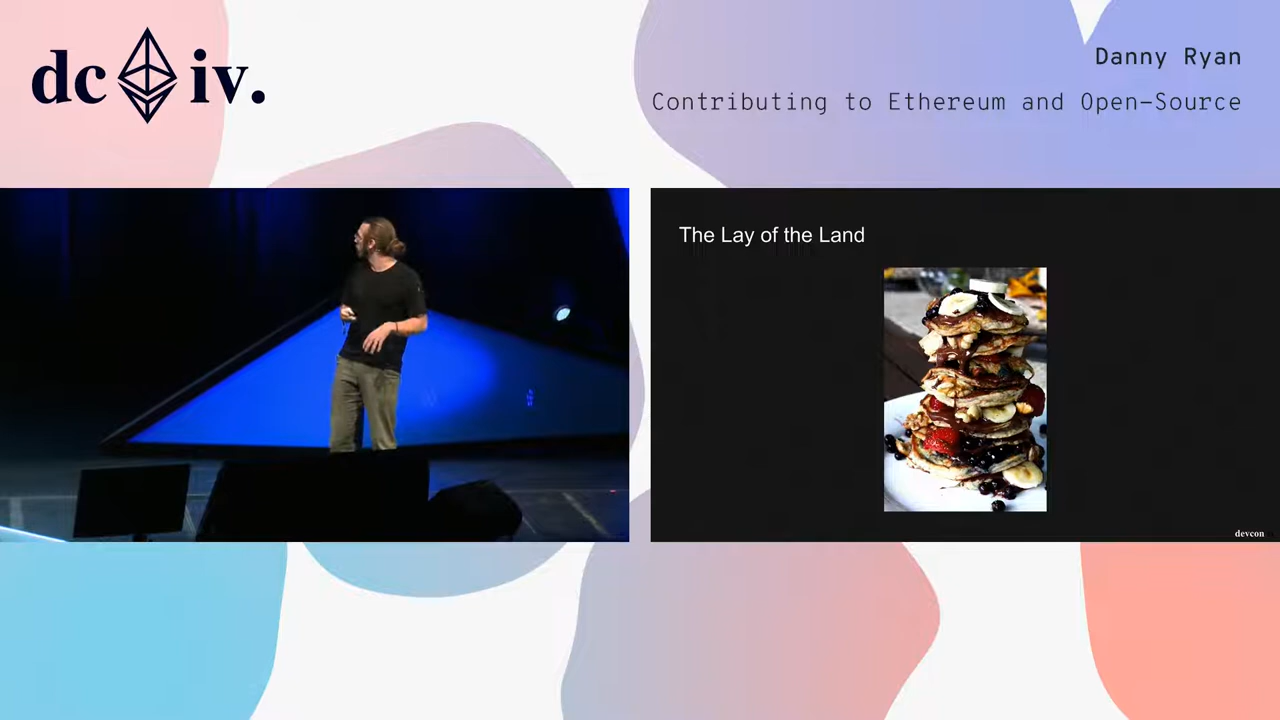 dc iv.
Danny Ryan
Contributing to Ethereum and Open-Source
The Lay of the Land
devcon